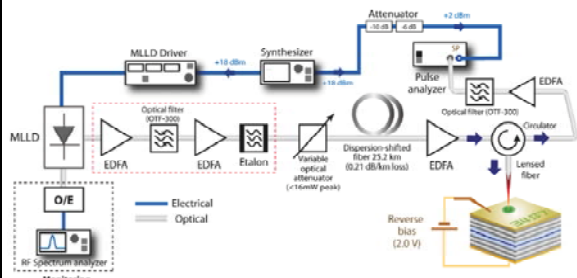 Attenuator
-10 dB
-6 dB
+2 dBm
MLLD Driver
+18 dBm
Synthesizer
+18 dBm
SP
Pulse
analyzer
EDFA
Optical filter (OTF-300)
Circulator
Optical filter
(OTF-300)
MLLD
EDFA
EDFA
Etalon
Variable
optical
attenuator
(<16mW peak)
Dispersion-shifted
fiber 25.2 km
(0.21 dB/km loss)
EDFA
Lensed
fiber
O/E
Electrical
Optical
Reverse
bias
(2.0 V)
RF Spectrum analyzer
Monitoring